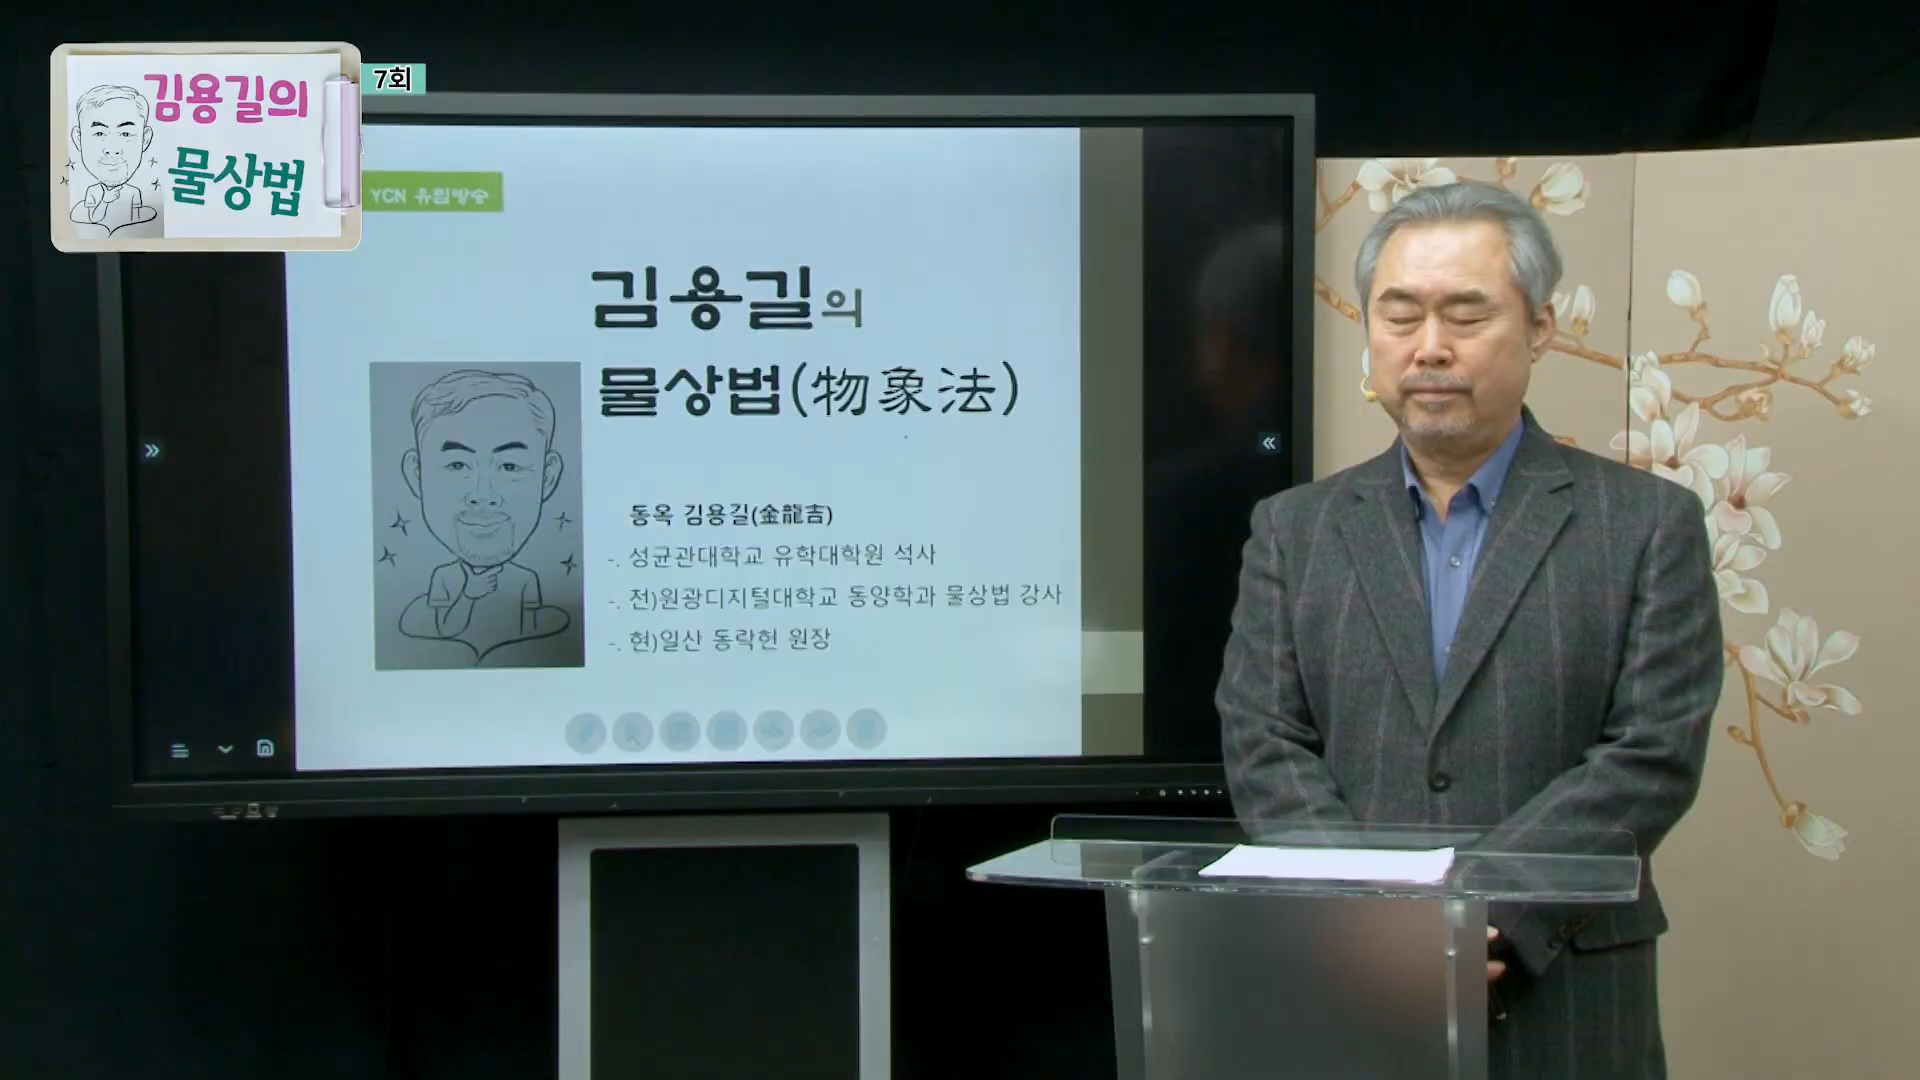 김용길의
물상법
7회
YCN 유림방송
김용길의
물상법(物象法)
동옥 김용길(金龍吉)
-. 성균관대학교 유학대학원 석사
-. 전)원광디지털대학교 동양학과 물상법 강사
-. 현)일산 동락헌 원장